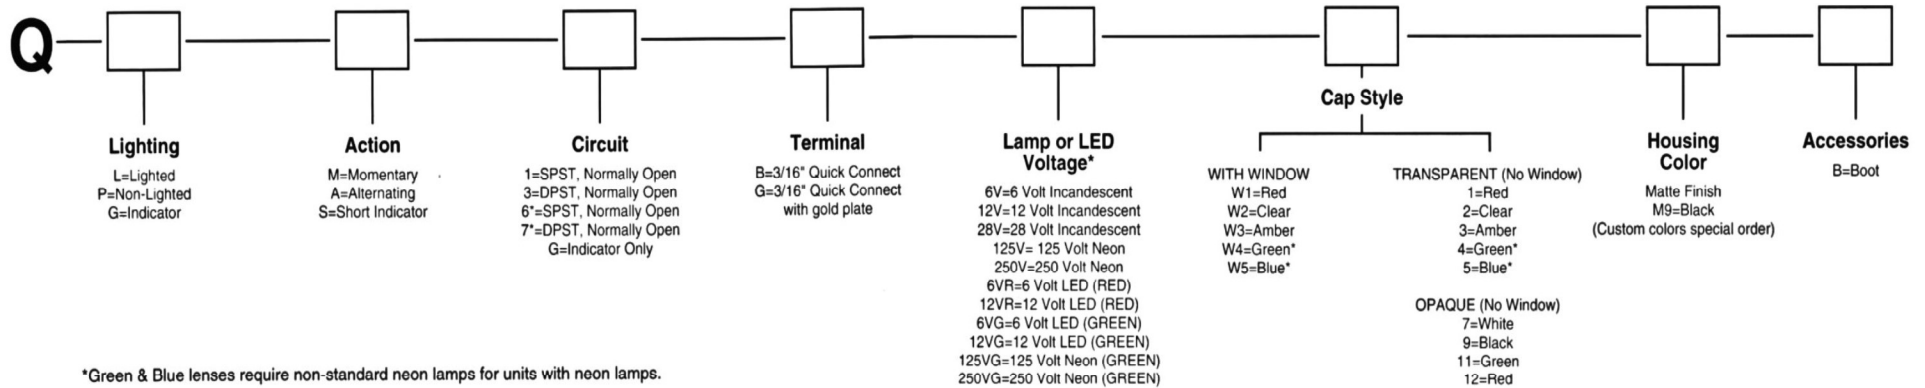 Q
Lighting
L=Lighted
P=Non-Lighted
G=Indicator
Action
M=Momentary
A=Alternating
S=Short Indicator
Circuit
1=SPST, Normally Open
3=DPST, Normally Open
6*=SPST, Normally Open
7*=DPST, Normally Open
G=Indicator Only
Terminal
B=3/16" Quick Connect
G=3/16" Quick Connect
with gold plate
Lamp or LED
Voltage*
6V=6 Volt Incandescent
12V=12 Volt Incandescent
28V=28 Volt Incandescent
125V= 125 Volt Neon
250V=250 Volt Neon
6VR=6 Volt LED (RED)
12VR=12 Volt LED (RED)
6VG=6 Volt LED (GREEN)
12VG=12 Volt LED (GREEN)
125VG=125 Volt Neon (GREEN)
250VG=250 Volt Neon (GREEN)
Cap Style
WITH WINDOW
W1=Red
W2=Clear
W3=Amber
W4=Green*
W5=Blue*
TRANSPARENT (No Window)
1=Red
2=Clear
3=Amber
4=Green*
5=Blue*
OPAQUE (No Window)
7=White
9=Black
11=Green
12=Red
Housing
Color
Matte Finish
M9=Black
(Custom colors special order)
Accessories
B=Boot
*Green & Blue lenses require non-standard neon lamps for units with neon lamps.